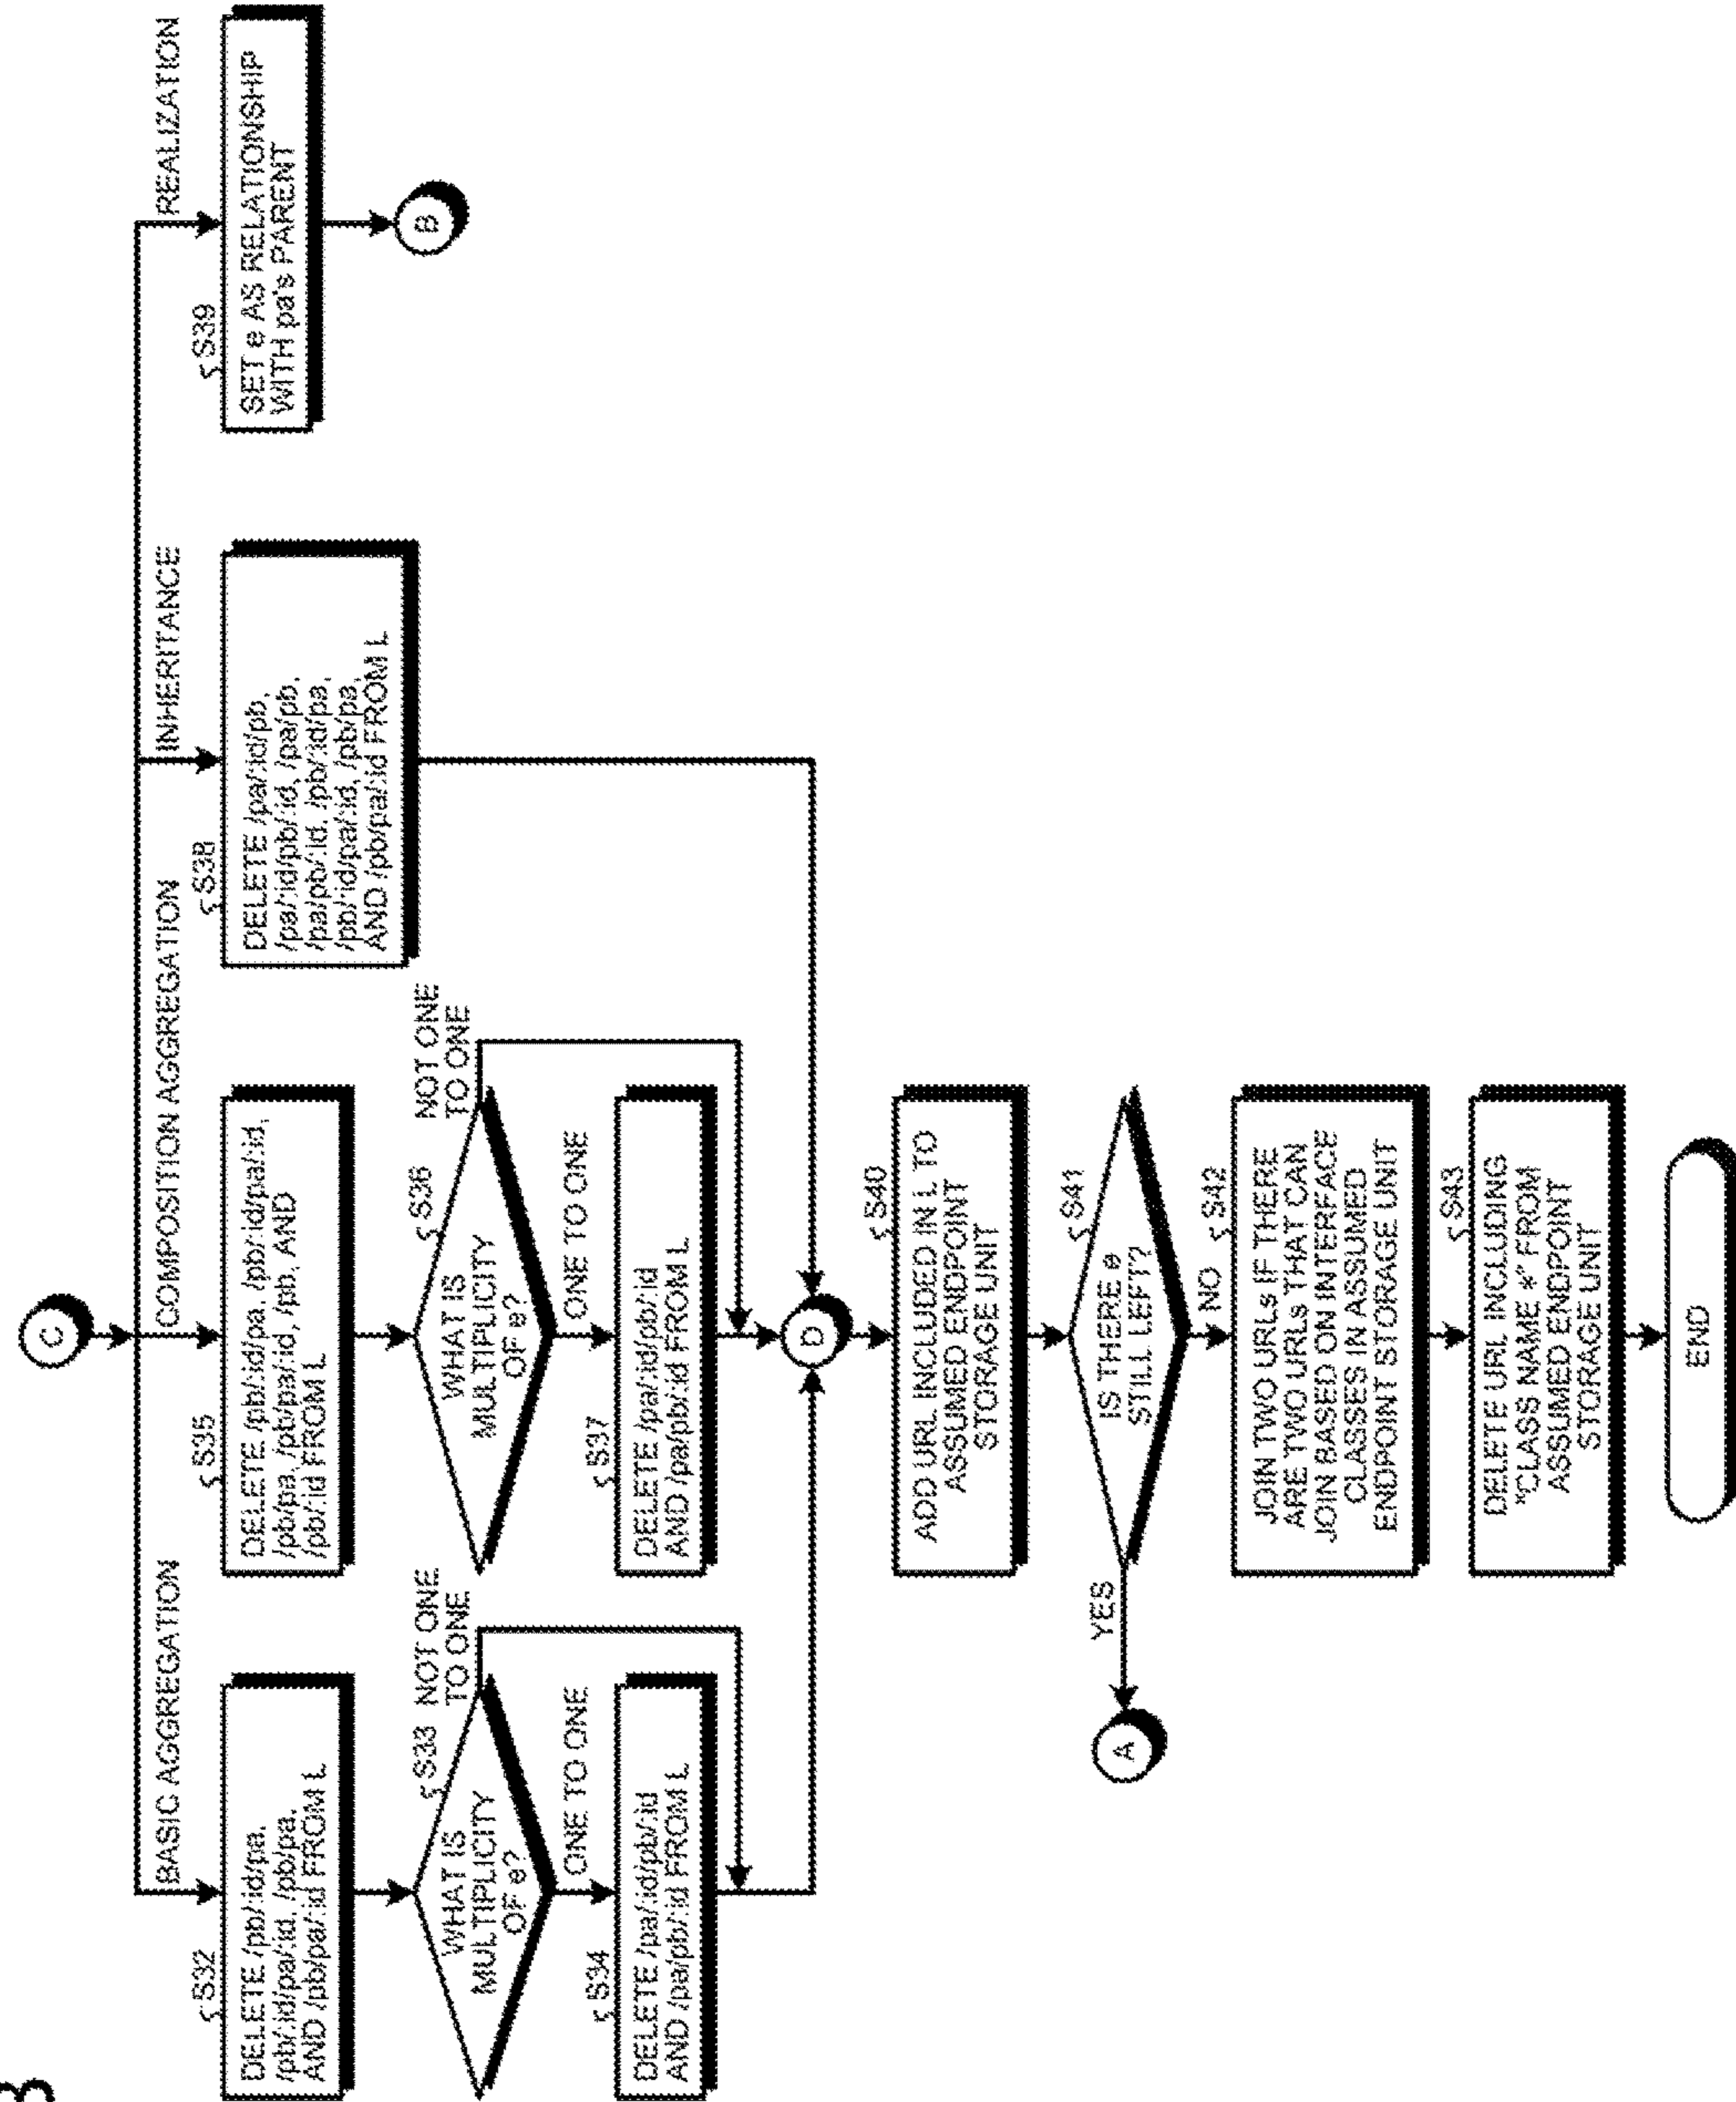 C
BASIC AGGREGATION
COMPOSITION AGGREGATION
INHERITANCE
REALIZATION
S32
DELETE /pb/:id/pa,
/pb/:id/pa/:id, /pb/pa,
AND /pb/pa/:id FROM L
S33
WHAT IS
MULTIPLICITY
OF e?
NOT ONE
TO ONE
ONE TO ONE
S34
DELETE /pa/:id/pb/:id
AND /pa/pb/:id FROM L
S35
DELETE /pb/:id/pa, /pb/:id/pa/:id,
/pb/pa, /pb/pa/:id, /pb, AND
/pb/:id FROM L
S36
WHAT IS
MULTIPLICITY
OF e?
NOT ONE
TO ONE
ONE TO ONE
S37
DELETE /pa/:id/pb/:id
AND /pa/pb/:id FROM L
S38
DELETE /pa/:id/pb,
/pa/:id/pb/:id, /pa/pb,
/pa/pb/:id, /pb/:id/pa,
/pb/:id/pa/:id, /pb/pa,
AND /pb/pa/:id FROM L
S39
SET e AS RELATIONSHIP
WITH pa's PARENT
B
D
S40
ADD URL INCLUDED IN L TO
ASSUMED ENDPOINT
STORAGE UNIT
S41
IS THERE e
STILL LEFT?
YES
A
NO
S42
JOIN TWO URLs IF THERE
ARE TWO URLs THAT CAN
JOIN BASED ON INTERFACE
CLASSES IN ASSUMED
ENDPOINT STORAGE UNIT
S43
DELETE URL INCLUDING
"CLASS NAME *" FROM
ASSUMED ENDPOINT
STORAGE UNIT
END